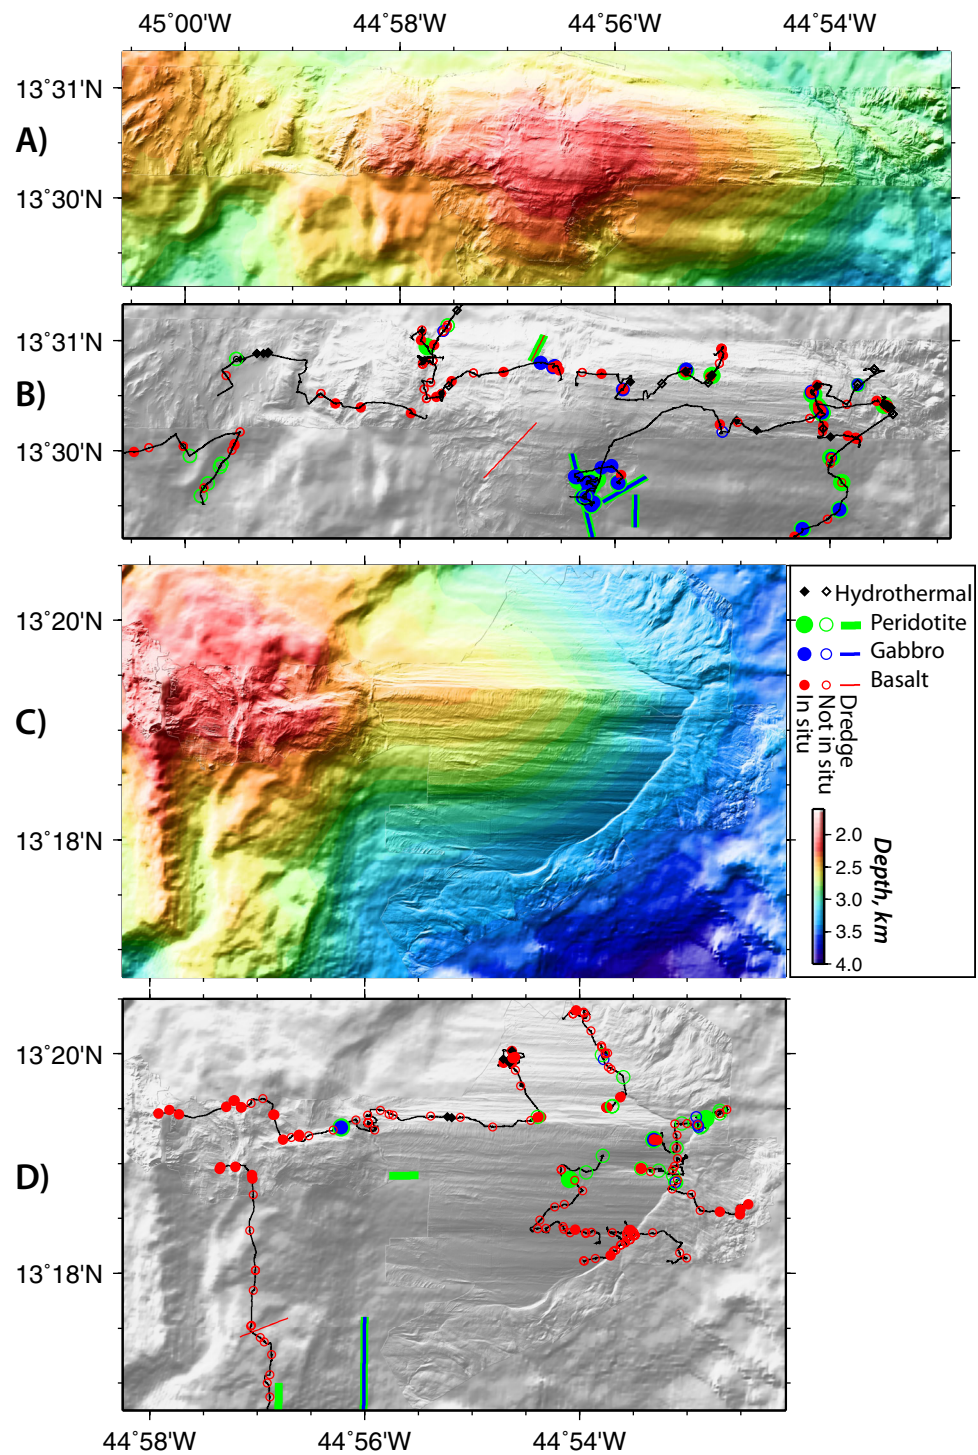 45°00'W 44°58'W 44°56'W 44°54'W
13°31'N
A)
13°30'N
13°31'N
B)
13°30'N
13°20'N
C)
13°18'N
Hydrothermal
Peridotite
Gabbro
Basalt
Dredge
Not in situ
In situ
2.0
2.5
3.0
3.5
4.0
Depth, km
13°20'N
D)
13°18'N
44°58'W 44°56'W 44°54'W